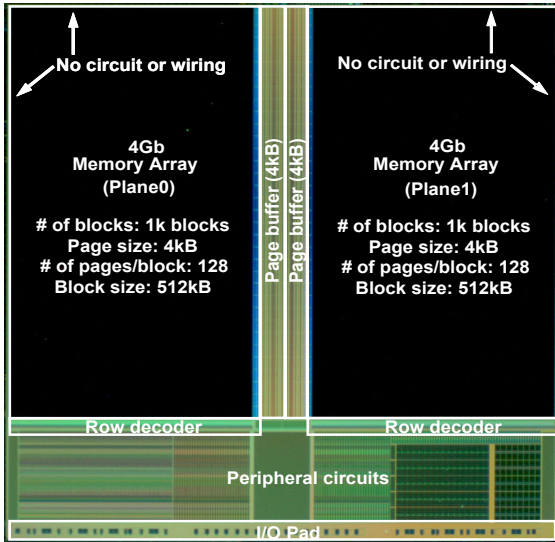 No circuit or wiring
No circuit or wiring
4Gb
Memory Array
(Plane0)
# of blocks: 1k blocks
Page size: 4kB
# of pages/block: 128
Block size: 512kB
Page buffer (4kB)
Page buffer (4kB)
4Gb
Memory Array
(Plane1)
# of blocks: 1k blocks
Page size: 4kB
# of pages/block: 128
Block size: 512kB
Row decoder
Row decoder
Peripheral circuits
I/O Pad